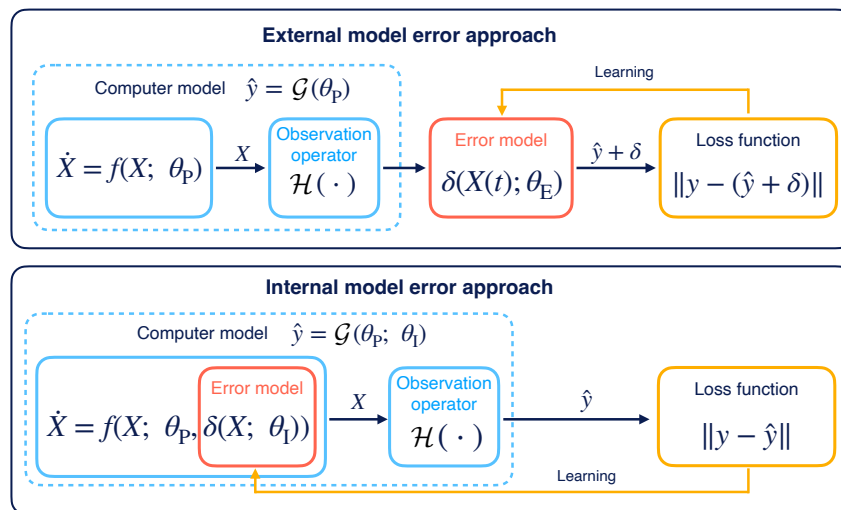 External model error approach
Learning
Computer model ŷ = 𝒢(θ_P)
Ẋ = f(X; θ_P)
X
Observation
operator
ℋ( · )
Error model
δ(X(t); θ_E)
ŷ + δ
Loss function
‖y − (ŷ + δ)‖
Internal model error approach
Computer model ŷ = 𝒢(θ_P; θ_I)
Error model
Ẋ = f(X; θ_P, δ(X; θ_I))
X
Observation
operator
ℋ( · )
ŷ
Loss function
‖y − ŷ‖
Learning